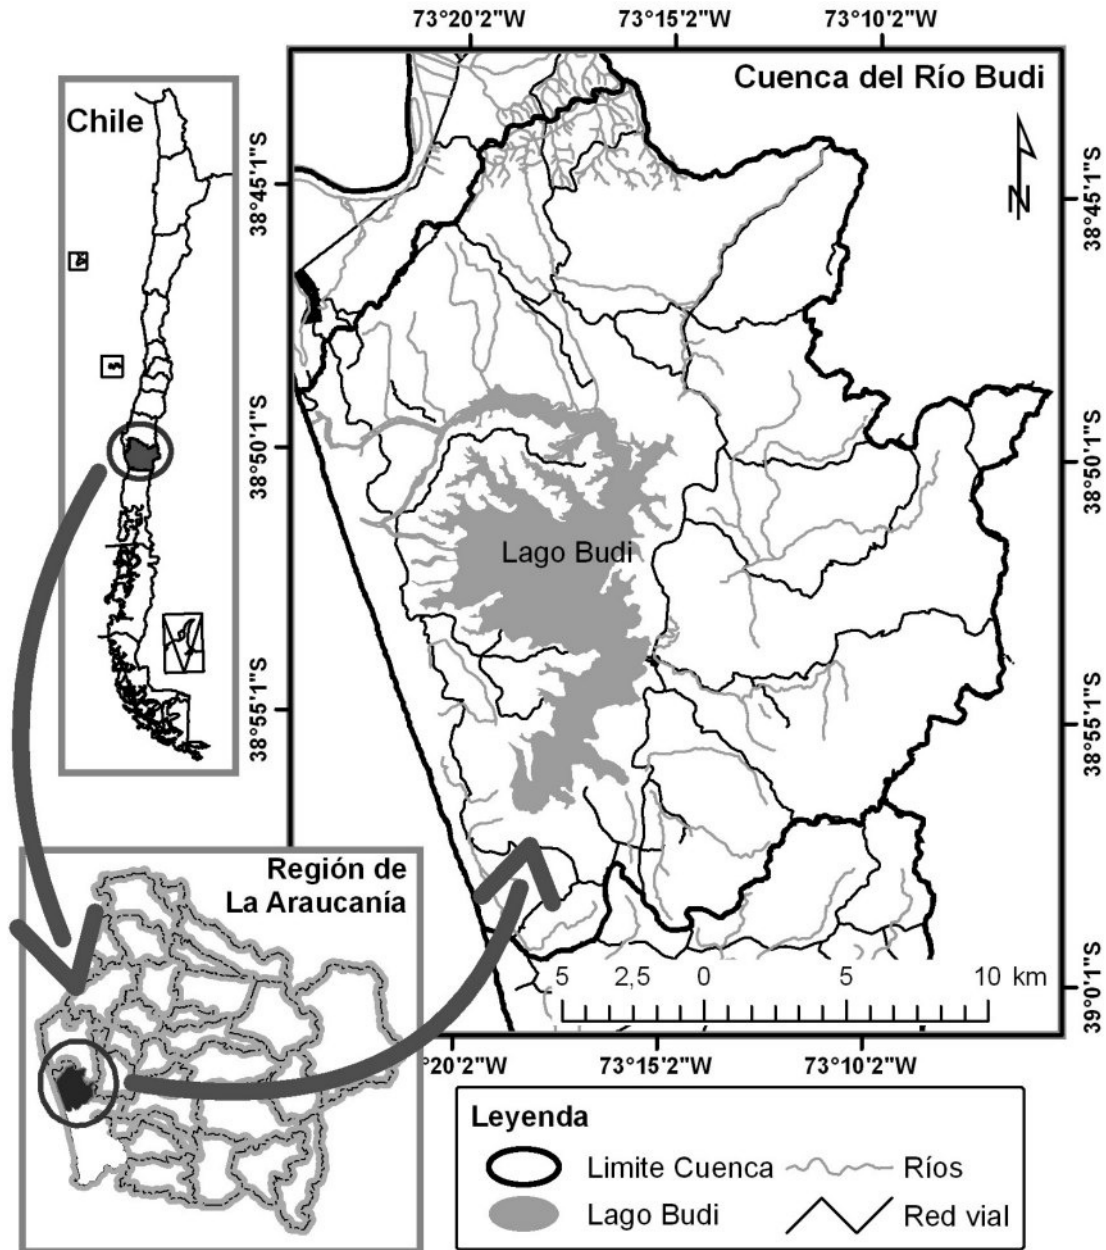 73°20'2"W 73°15'2"W 73°10'2"W
Cuenca del Río Budi
Chile
N
38°45'1"S
38°45'1"S
38°50'1"S
38°50'1"S
Lago Budi
38°55'1"S
38°55'1"S
Región de
La Araucanía
5 2,5 0 5 10 km
39°0'1"S
°20'2"W 73°15'2"W 73°10'2"W
Leyenda
Limite Cuenca
Ríos
Lago Budi
Red vial